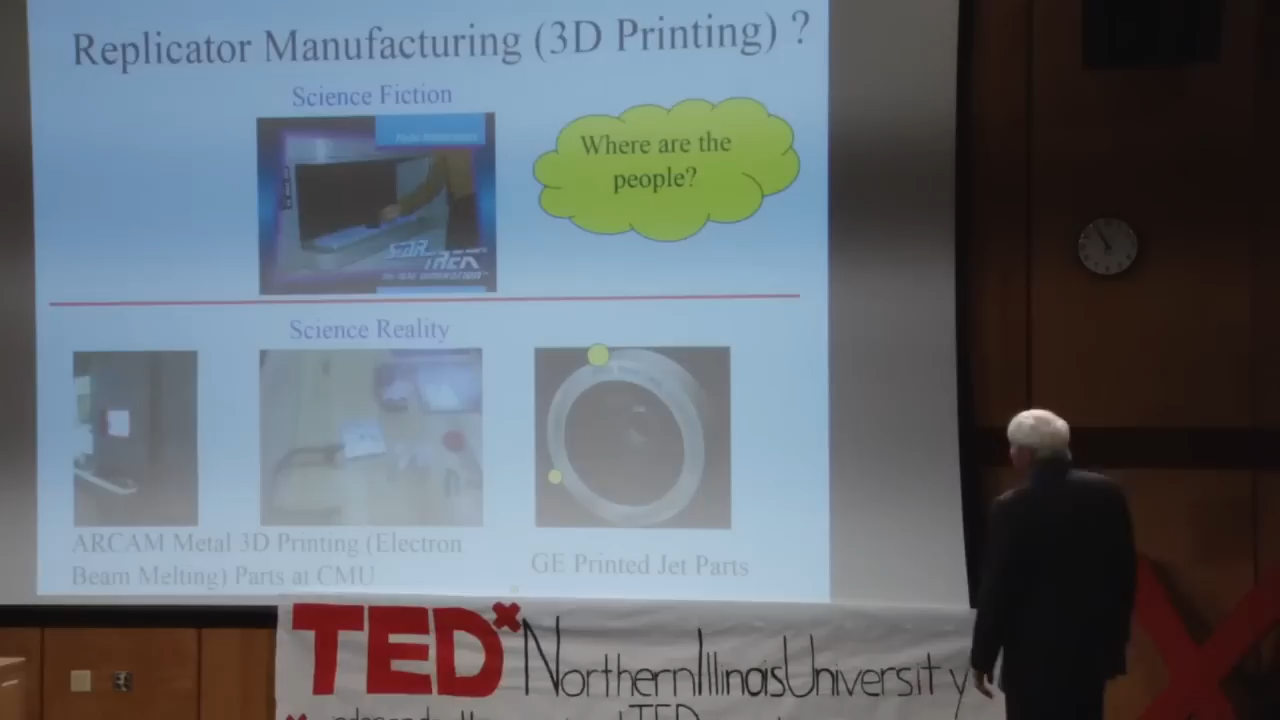 Replicator Manufacturing (3D Printing) ?
Science Fiction
Where are the
people?
STAR
TREK
Science Reality
ARCAM Metal 3D Printing (Electron
Beam Melting) Parts at CMU
GE Printed Jet Parts
TEDx NorthernIllinoisUniversity
TED